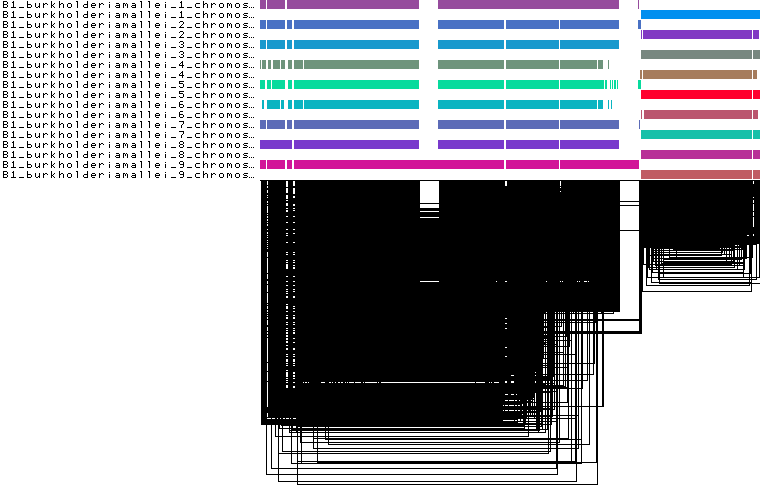 B1_burkholderiamallei_1_chromos…
B1_burkholderiamallei_1_chromos…
B1_burkholderiamallei_2_chromos…
B1_burkholderiamallei_2_chromos…
B1_burkholderiamallei_3_chromos…
B1_burkholderiamallei_3_chromos…
B1_burkholderiamallei_4_chromos…
B1_burkholderiamallei_4_chromos…
B1_burkholderiamallei_5_chromos…
B1_burkholderiamallei_5_chromos…
B1_burkholderiamallei_6_chromos…
B1_burkholderiamallei_6_chromos…
B1_burkholderiamallei_7_chromos…
B1_burkholderiamallei_7_chromos…
B1_burkholderiamallei_8_chromos…
B1_burkholderiamallei_8_chromos…
B1_burkholderiamallei_9_chromos…
B1_burkholderiamallei_9_chromos…